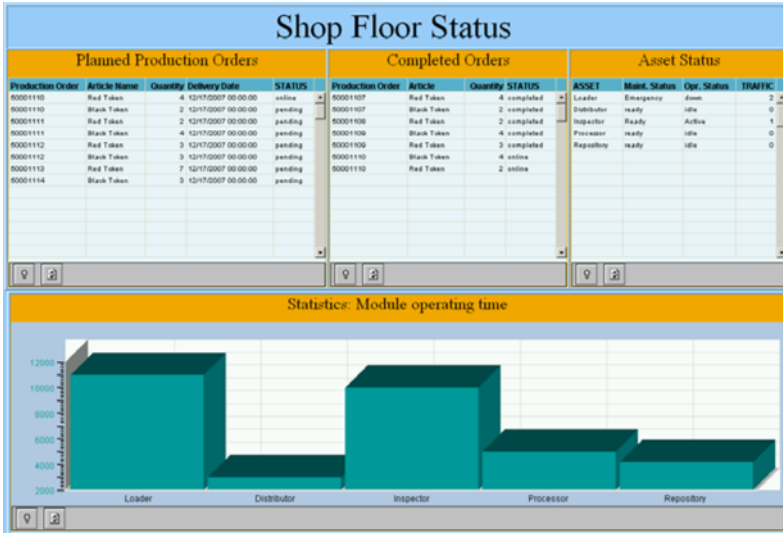 Shop Floor Status
Planned Production Orders
Production Order Article Name Quantity Delivery Date STATUS
50001110 Red Token 4 12/17/2007 00:00:00 online
50001110 Black Token 2 12/17/2007 00:00:00 pending
50001111 Red Token 2 12/17/2007 00:00:00 pending
50001111 Black Token 4 12/17/2007 00:00:00 pending
50001112 Red Token 3 12/17/2007 00:00:00 pending
50001112 Black Token 3 12/17/2007 00:00:00 pending
50001113 Red Token 7 12/17/2007 00:00:00 pending
50001114 Black Token 3 12/17/2007 00:00:00 pending
Completed Orders
Production Order Article Quantity STATUS
50001107 Red Token 4 completed
50001107 Black Token 2 completed
50001108 Red Token 2 completed
50001109 Black Token 4 completed
50001109 Red Token 3 completed
50001110 Black Token 4 online
50001110 Red Token 2 online
Asset Status
ASSET Maint. Status Opr. Status TRAFFIC
Loader Emergency down 2
Distributor ready idle 0
Inspector Ready Active 1
Processor ready idle 0
Repository ready idle 0
Statistics: Module operating time
12000
10000
8000
6000
4000
2000
Loader Distributor Inspector Processor Repository